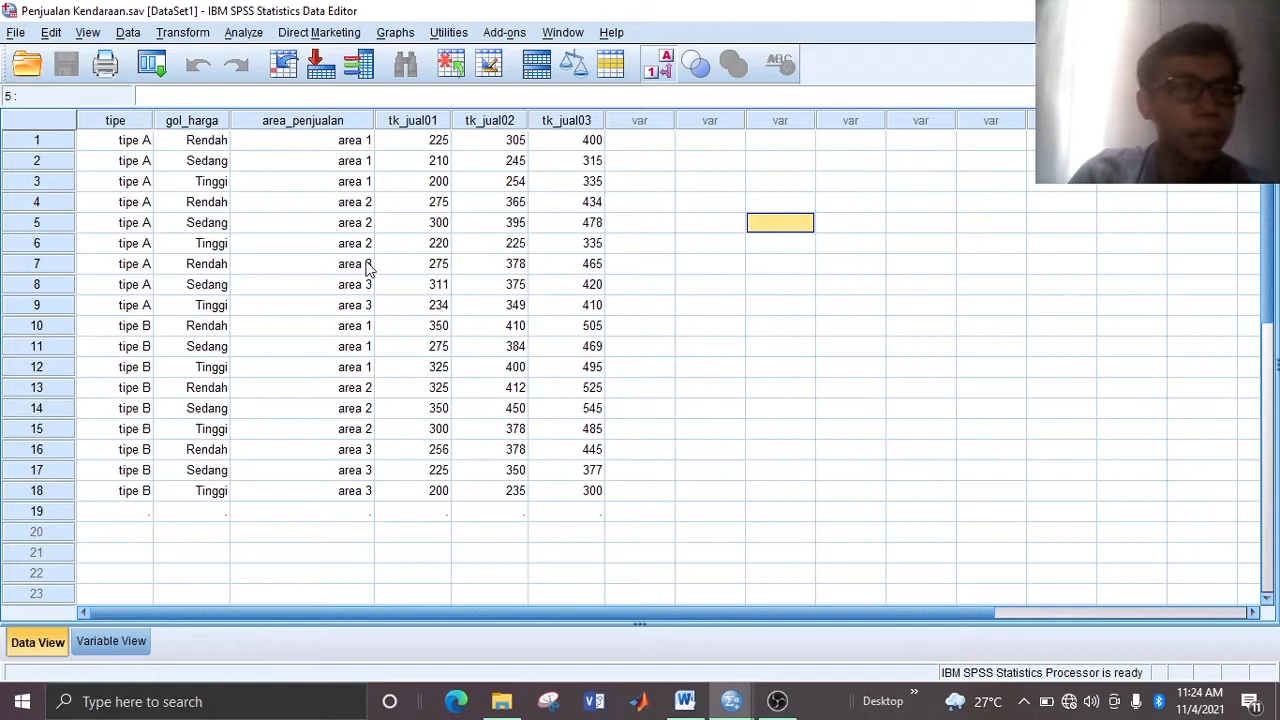 Penjualan Kendaraan.sav [DataSet1] - IBM SPSS Statistics Data Editor
File Edit View Data Transform Analyze Direct Marketing Graphs Utilities Add-ons Window Help
5 :
tipe gol_harga area_penjualan tk_jual01 tk_jual02 tk_jual03 var var var var var var
1 tipe A Rendah area 1 225 305 400
2 tipe A Sedang area 1 210 245 315
3 tipe A Tinggi area 1 200 254 335
4 tipe A Rendah area 2 275 365 434
5 tipe A Sedang area 2 300 395 478
6 tipe A Tinggi area 2 220 225 335
7 tipe A Rendah area 275 378 465
8 tipe A Sedang area 3 311 375 420
9 tipe A Tinggi area 3 234 349 410
10 tipe B Rendah area 1 350 410 505
11 tipe B Sedang area 1 275 384 469
12 tipe B Tinggi area 1 325 400 495
13 tipe B Rendah area 2 325 412 525
14 tipe B Sedang area 2 350 450 545
15 tipe B Tinggi area 2 300 378 485
16 tipe B Rendah area 3 256 378 445
17 tipe B Sedang area 3 225 350 377
18 tipe B Tinggi area 3 200 235 300
19 . . . . . .
20
21
22
23
Data View Variable View
IBM SPSS Statistics Processor is ready
Type here to search Desktop 27°C 11:24 AM
11/4/2021